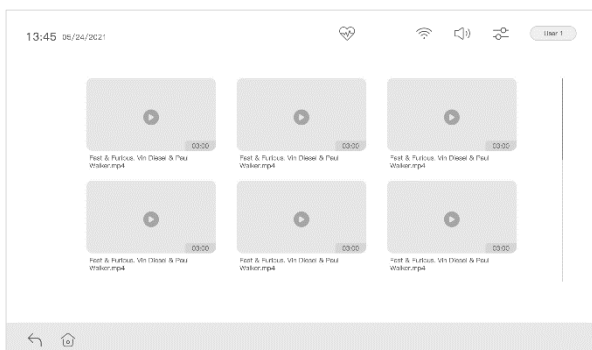 13:45 05/24/2021
User 1
03:00
03:00
03:00
Fast & Furious. Vin Diesel & Paul
Walker.mp4
Fast & Furious. Vin Diesel & Paul
Walker.mp4
Fast & Furious. Vin Diesel & Paul
Walker.mp4
03:00
03:00
03:00
Fast & Furious. Vin Diesel & Paul
Walker.mp4
Fast & Furious. Vin Diesel & Paul
Walker.mp4
Fast & Furious. Vin Diesel & Paul
Walker.mp4